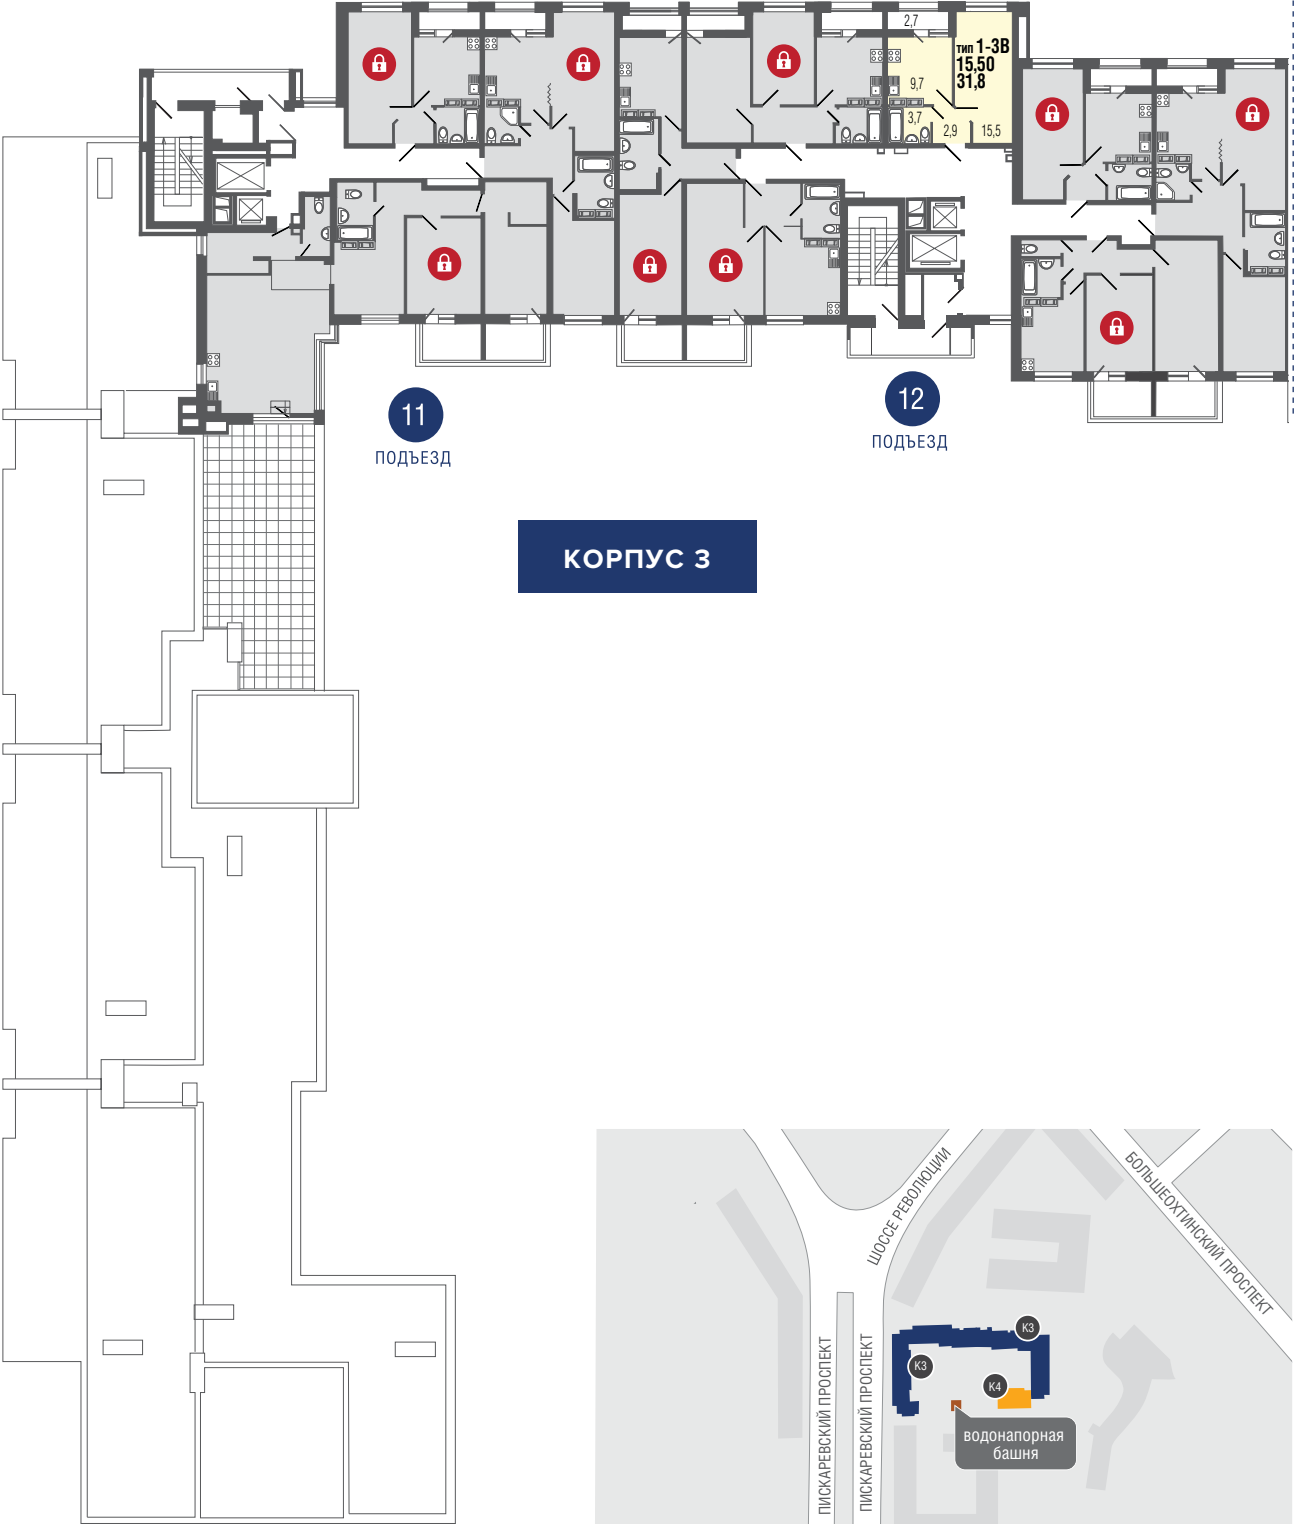 2,7
тип 1-3В
15,50
31,8
9,7
3,7
2,9
15,5
11
ПОДЪЕЗД
12
ПОДЪЕЗД
КОРПУС 3
ШОССЕ РЕВОЛЮЦИИ
БОЛЬШЕОХТИНСКИЙ ПРОСПЕКТ
ПИСКАРЕВСКИЙ ПРОСПЕКТ
ПИСКАРЕВСКИЙ ПРОСПЕКТ
К3
К3
К4
водонапорная
башня